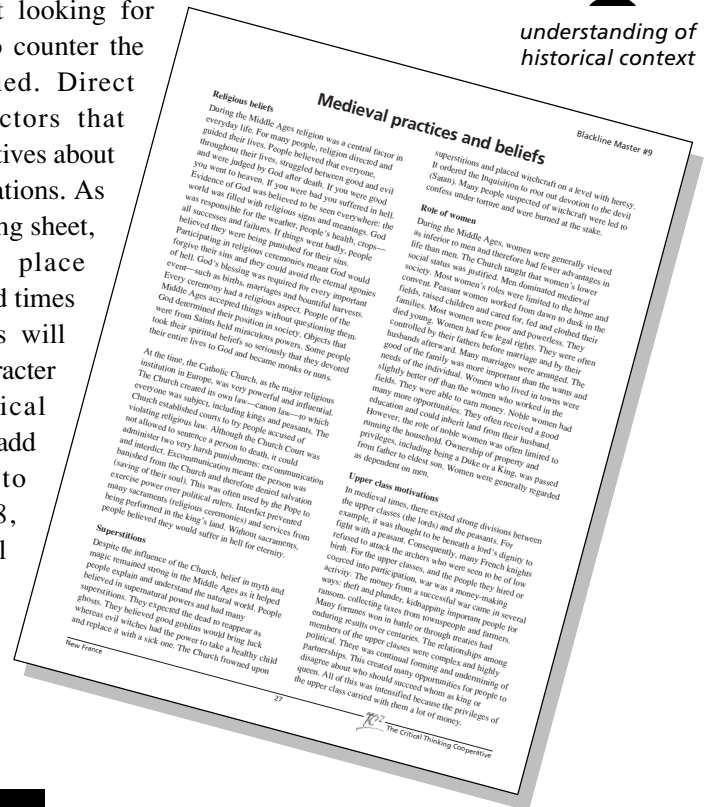 t looking for
o counter the
ied. Direct
ctors that
tives about
ations. As
ng sheet,
place
d times
s will
racter
ical
add
to
8,
l
understanding of
historical context
Blackline Master #9
Medieval practices and beliefs
Religious beliefs
During the Middle Ages religion was a central factor in
everyday life. For many people, religion directed and
guided their lives. People believed that everyone,
throughout their lives, struggled between good and evil
and were judged by God after death. If you were good
you went to heaven. If you were bad you suffered in hell.
Evidence of God was believed to be seen everywhere: the
world was filled with religious signs and meanings. God
was responsible for the weather, people's health, crops—
all successes and failures. If things went badly, people
believed they were being punished for their sins.
Participating in religious ceremonies meant God would
forgive their sins and they could avoid the eternal agonies
of hell. God's blessing was required for every important
event—such as births, marriages and bountiful harvests.
Every ceremony had a religious aspect. People of the
Middle Ages accepted things without questioning them.
God determined their position in society. Objects that
were from Saints held miraculous powers. Some people
took their spiritual beliefs so seriously that they devoted
their entire lives to God and became monks or nuns.
At the time, the Catholic Church, as the major religious
institution in Europe, was very powerful and influential.
The Church created its own law—canon law—to which
everyone was subject, including kings and peasants. The
Church established courts to try people accused of
violating religious law. Although the Church Court was
not allowed to sentence a person to death, it could
administer two very harsh punishments: excommunication
and interdict. Excommunication meant the person was
banished from the Church and therefore denied salvation
(saving of their soul). This was often used by the Pope to
exercise power over political rulers. Interdict prevented
many sacraments (religious ceremonies) and services from
being performed in the king's land. Without sacraments,
people believed they would suffer in hell for eternity.
Superstitions
Despite the influence of the Church, belief in myth and
magic remained strong in the Middle Ages as it helped
people explain and understand the natural world. People
believed in supernatural powers and had many
superstitions. They expected the dead to reappear as
ghosts. They believed good goblins would bring luck
whereas evil witches had the power to take a healthy child
and replace it with a sick one. The Church frowned upon
superstitions and placed witchcraft on a level with heresy.
It ordered the Inquisition to root out devotion to the devil
(Satan). Many people suspected of witchcraft were led to
confess under torture and were burned at the stake.
Role of women
During the Middle Ages, women were generally viewed
as inferior to men and therefore had fewer advantages in
life than men. The Church taught that women's lower
social status was justified. Men dominated medieval
society. Most women's roles were limited to the home and
convent. Peasant women worked from dawn to dusk in the
fields, raised children and cared for, fed and clothed their
families. Most women were poor and powerless. They
died young. Women had few legal rights. They were often
controlled by their fathers before marriage and by their
husbands afterward. Many marriages were arranged. The
good of the family was more important than the wants and
needs of the individual. Women who lived in towns were
slightly better off than the women who worked in the
fields. They were able to earn money. Noble women had
many more opportunities. They often received a good
education and could inherit land from their husband.
However, the role of noble women was often limited to
running the household. Ownership of property and
privileges, including being a Duke or a King, was passed
from father to eldest son. Women were generally regarded
as dependent on men.
Upper class motivations
In medieval times, there existed strong divisions between
the upper classes (the lords) and the peasants. For
example, it was thought to be beneath a lord's dignity to
fight with a peasant. Consequently, many French knights
refused to attack the archers who were seen to be of low
birth. For the upper classes, and the people they hired or
coerced into participation, war was a money-making
activity. The money from a successful war came in several
ways: theft and plunder, kidnapping important people for
ransom, collecting taxes from townspeople and farmers.
Many fortunes won in battle or through treaties had
enduring results over centuries. The relationships among
members of the upper classes were complex and highly
political. There was continual forming and undermining of
partnerships. This created many opportunities for people to
disagree about who should succeed whom as king or
queen. All of this was intensified because the privileges of
the upper class carried with them a lot of money.
New France
27
The Critical Thinking Cooperative